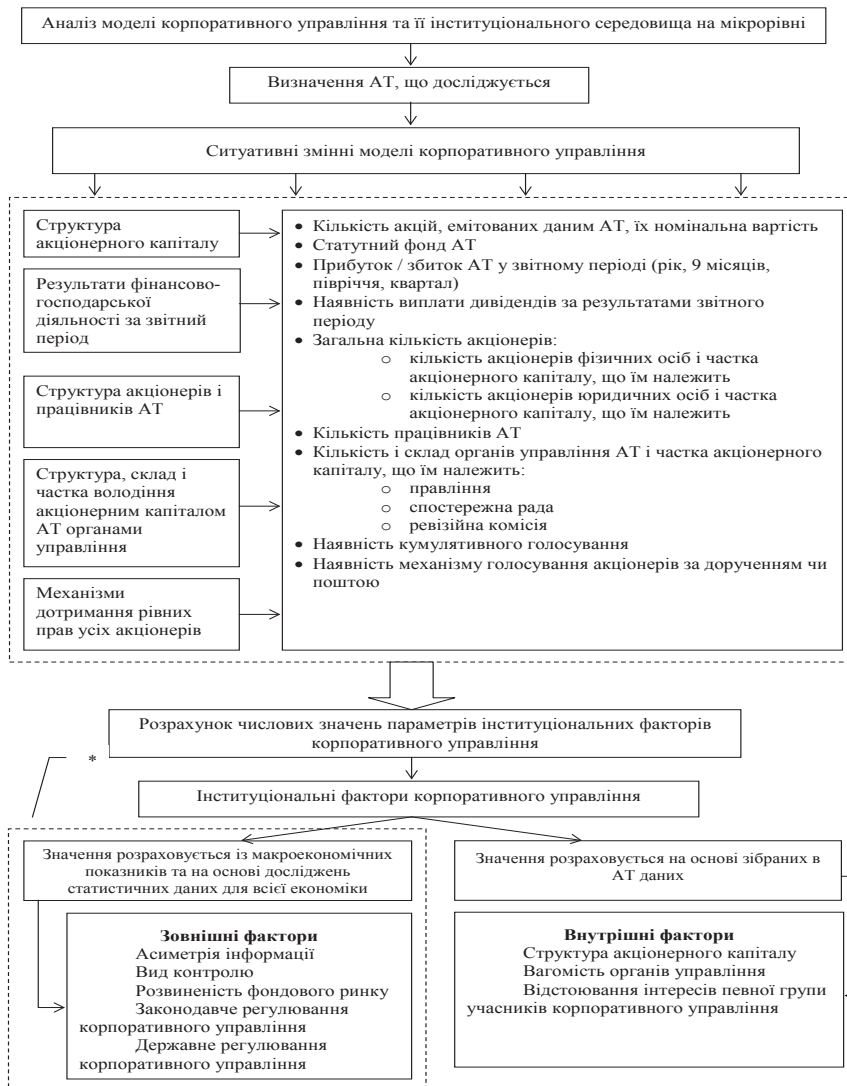 Аналіз моделі корпоративного управління та її інституціонального середовища на мікрорівні
Визначення АТ, що досліджується
Ситуативні змінні моделі корпоративного управління
Структура
акціонерного капіталу
Результати фінансово-
господарської
діяльності за звітний
період
Структура акціонерів і
працівників АТ
Структура, склад і
частка володіння
акціонерним капіталом
АТ органами
управління
Механізми
дотримання рівних
прав усіх акціонерів
• Кількість акцій, емітованих даним АТ, їх номінальна вартість
• Статутний фонд АТ
• Прибуток / збиток АТ у звітному періоді (рік, 9 місяців,
півріччя, квартал)
• Наявність виплати дивідендів за результатами звітного
періоду
• Загальна кількість акціонерів:
o кількість акціонерів фізичних осіб і частка
акціонерного капіталу, що їм належить
o кількість акціонерів юридичних осіб і частка
акціонерного капіталу, що їм належить
• Кількість працівників АТ
• Кількість і склад органів управління АТ і частка акціонерного
капіталу, що їм належить:
o правління
o спостережна рада
o ревізійна комісія
• Наявність кумулятивного голосування
• Наявність механізму голосування акціонерів за дорученням чи
поштою
Розрахунок числових значень параметрів інституціональних факторів
корпоративного управління
*
Інституціональні фактори корпоративного управління
Значення розраховується із макроекономічних
показників та на основі досліджень
статистичних даних для всієї економіки
Зовнішні фактори
Асиметрія інформації
Вид контролю
Розвиненість фондового ринку
Законодавче регулювання
корпоративного управління
Державне регулювання
корпоративного управління
Значення розраховується на основі зібраних в
АТ даних
Внутрішні фактори
Структура акціонерного капіталу
Вагомість органів управління
Відстоювання інтересів певної групи
учасників корпоративного управління